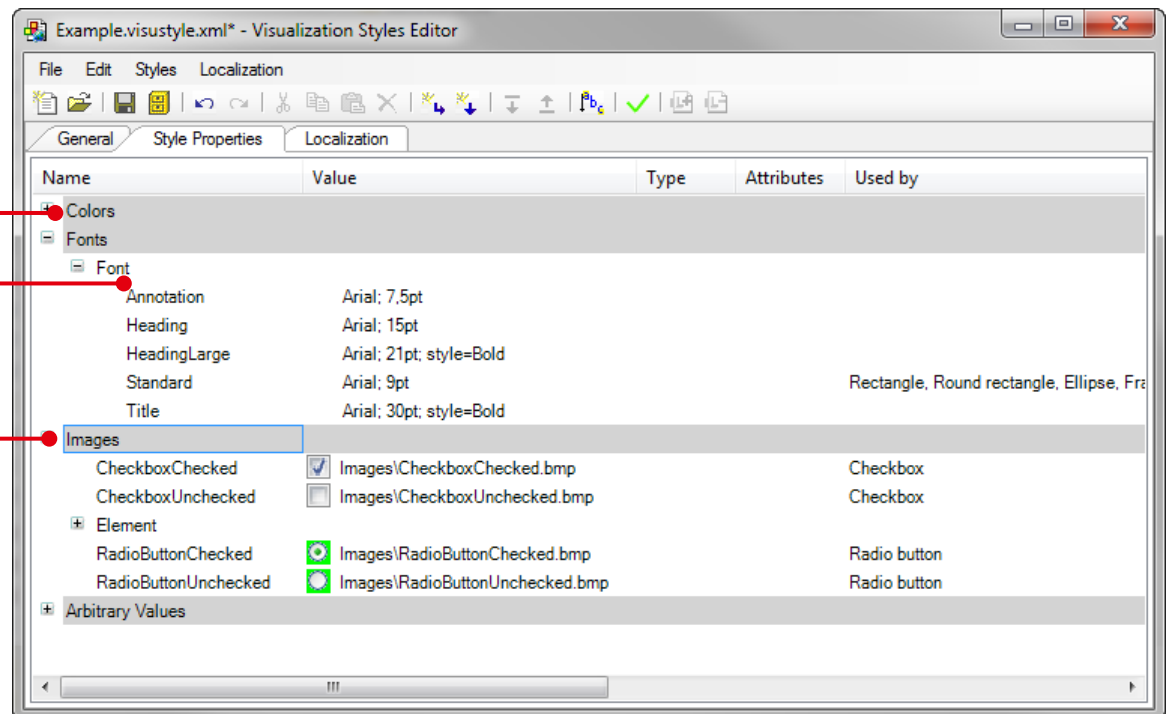 Example.visustyle.xml* - Visualization Styles Editor
File Edit Styles Localization
General Style Properties Localization
Name Value Type Attributes Used by
Colors
Fonts
Font
Annotation Arial; 7,5pt
Heading Arial; 15pt
HeadingLarge Arial; 21pt; style=Bold
Standard Arial; 9pt Rectangle, Round rectangle, Ellipse, Fra
Title Arial; 30pt; style=Bold
Images
CheckboxChecked Images\CheckboxChecked.bmp Checkbox
CheckboxUnchecked Images\CheckboxUnchecked.bmp Checkbox
Element
RadioButtonChecked Images\RadioButtonChecked.bmp Radio button
RadioButtonUnchecked Images\RadioButtonUnchecked.bmp Radio button
Arbitrary Values